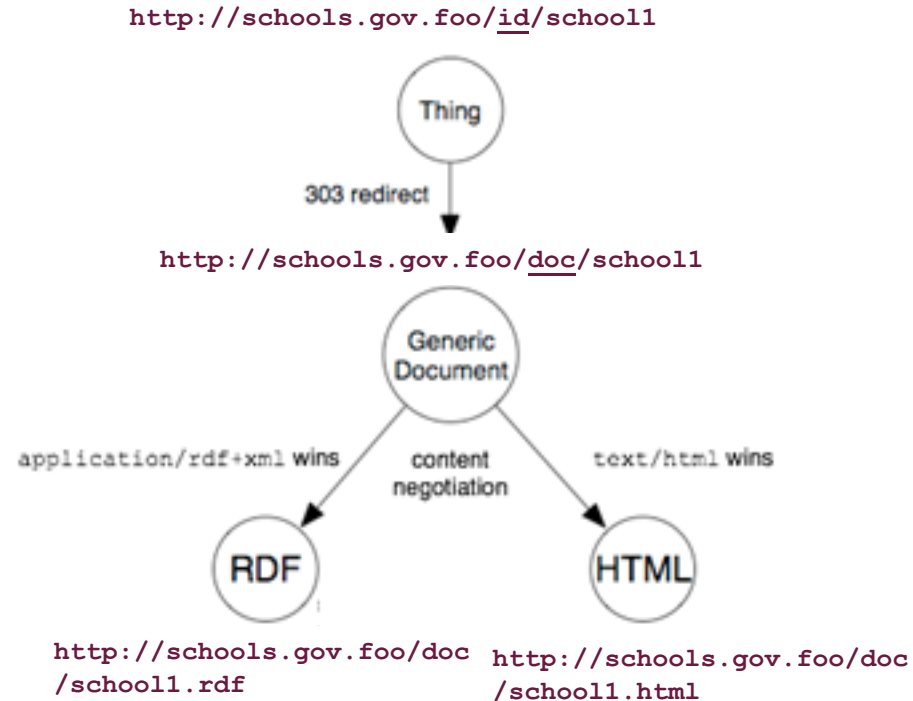 http://schools.gov.foo/id/school1
Thing
303 redirect
http://schools.gov.foo/doc/school1
Generic
Document
application/rdf+xml wins
content
negotiation
text/html wins
RDF
HTML
http://schools.gov.foo/doc
/school1.rdf
http://schools.gov.foo/doc
/school1.html